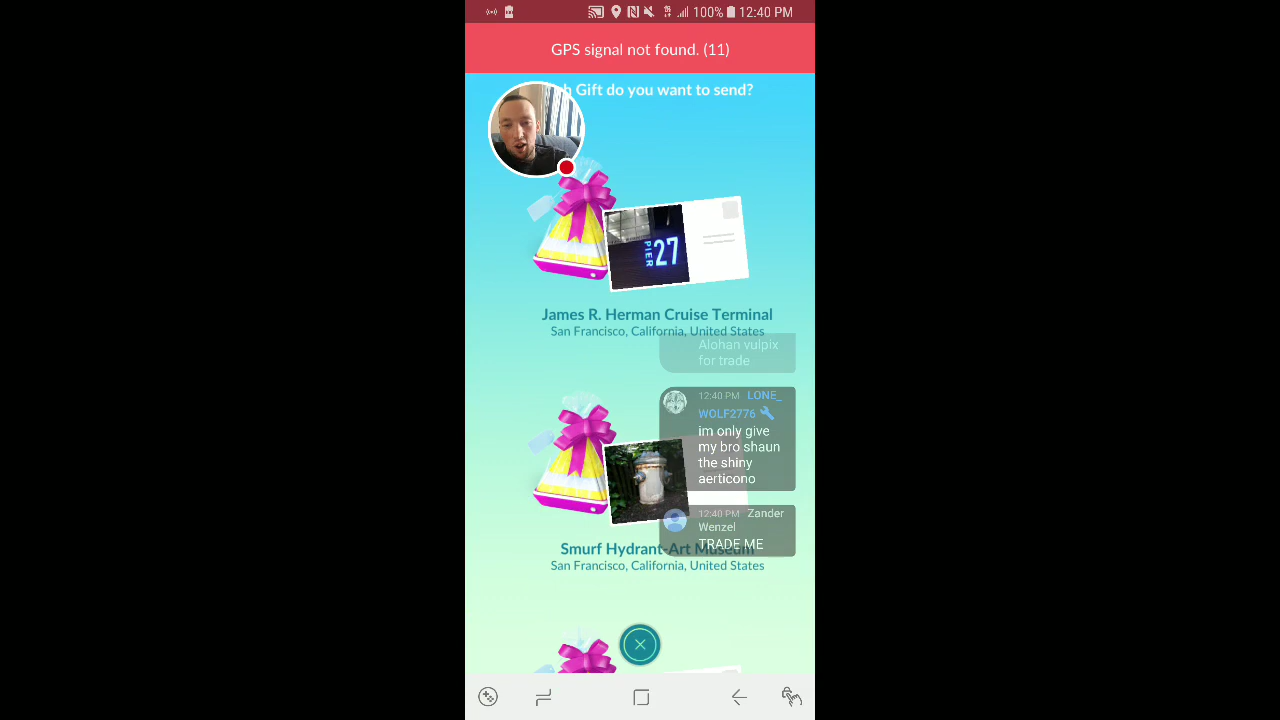 100% 12:40 PM
GPS signal not found. (11)
Gift do you want to send?
PIER 27
James R. Herman Cruise Terminal
San Francisco, California, United States
Alohan vulpix
for trade
12:40 PM LONE_
WOLF2776
im only give
my bro shaun
the shiny
aerticono
12:40 PM Zander
Wenzel
TRADE ME
Smurf Hydrant-Art Museum
San Francisco, California, United States